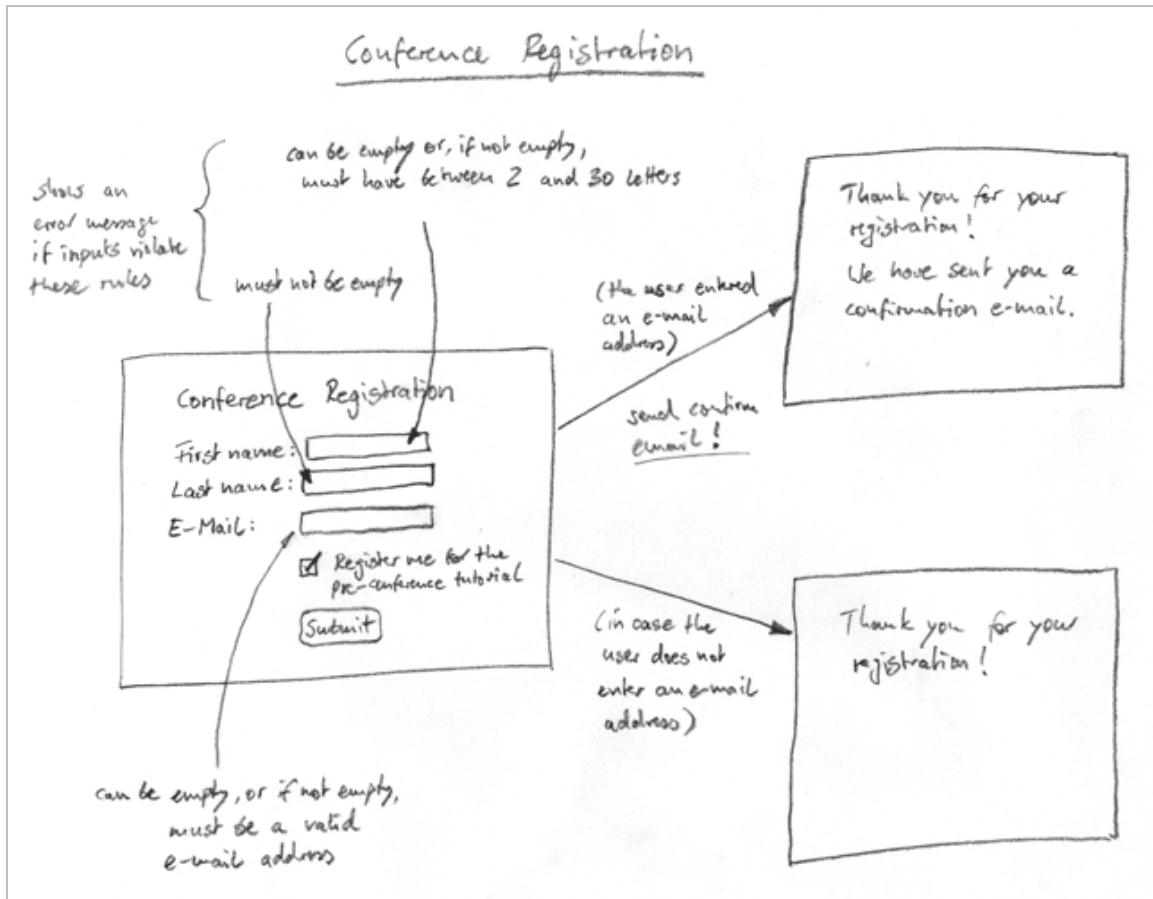 Conference Registration
can be empty or, if not empty,
must have between 2 and 30 letters
shows an
error message
if inputs violate
these rules
must not be empty
Conference Registration
First name:
Last name:
E-Mail:
Register me for the
pre-conference tutorial
Submit
can be empty, or if not empty,
must be a valid
e-mail address
(the user entered
an e-mail
address)
send confirm
email!
Thank you for your
registration!
We have sent you a
confirmation e-mail.
(in case the
user does not
enter an e-mail
address)
Thank you for your
registration!